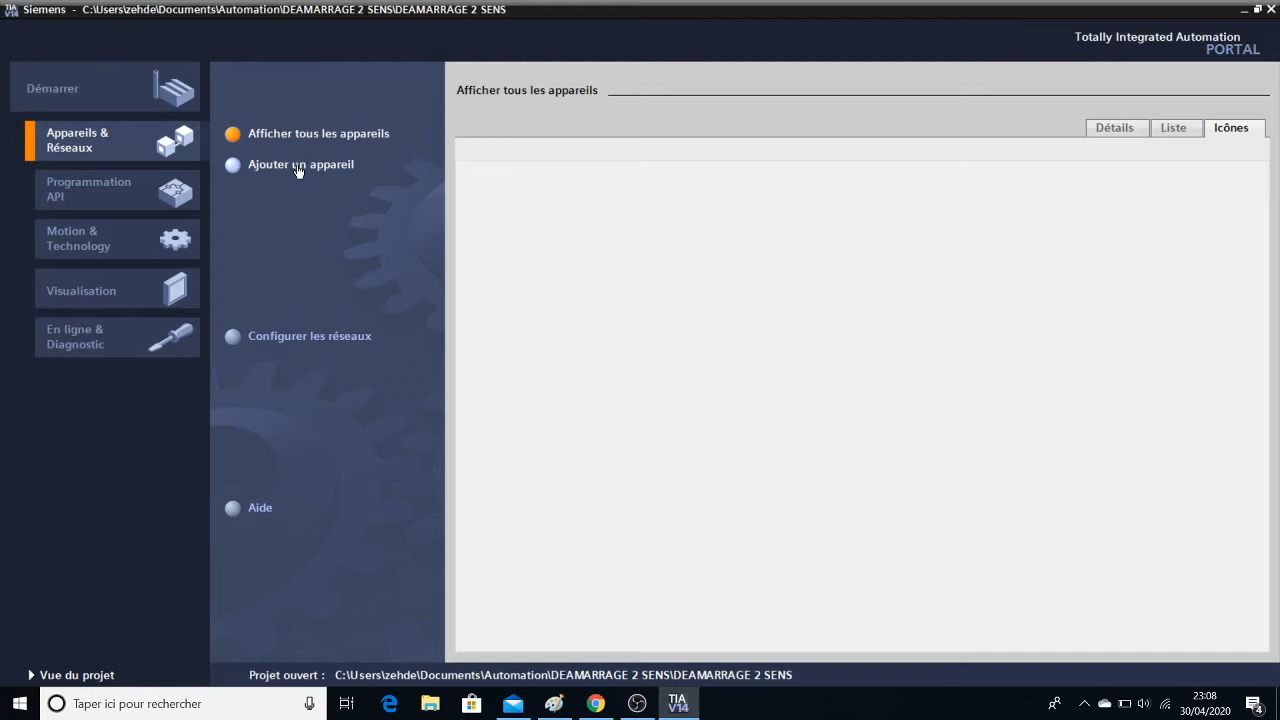 TIA
V14
Siemens - C:\Users\zehde\Documents\Automation\DEAMARRAGE 2 SENS\DEAMARRAGE 2 SENS
Totally Integrated Automation
PORTAL
Démarrer
Appareils &
Réseaux
Programmation
API
Motion &
Technology
Visualisation
En ligne &
Diagnostic
Afficher tous les appareils
Ajouter un appareil
Configurer les réseaux
Aide
Afficher tous les appareils
Détails
Liste
Icônes
Vue du projet
Projet ouvert : C:\Users\zehde\Documents\Automation\DEAMARRAGE 2 SENS\DEAMARRAGE 2 SENS
Taper ici pour rechercher
TIA
V14
23:08
30/04/2020
4